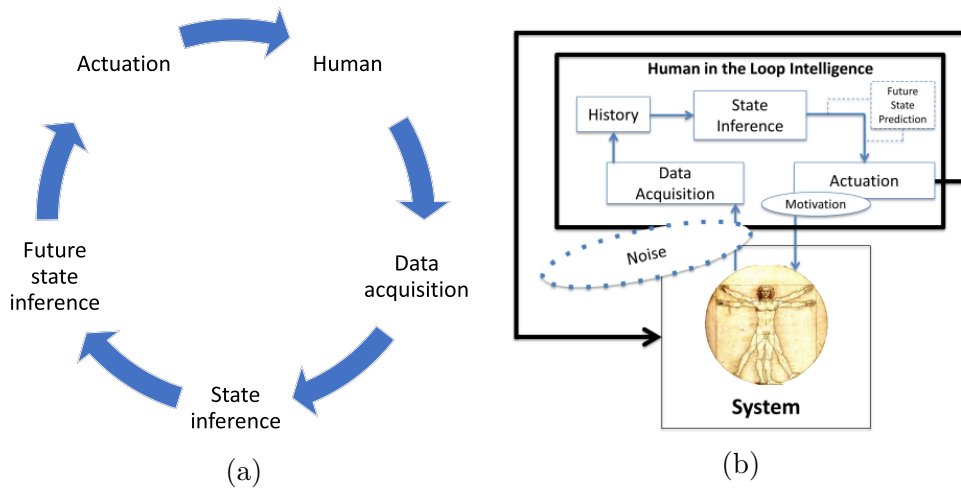 Actuation
Human
Data
acquisition
State
inference
Future
state
inference
(a)
Human in the Loop Intelligence
History
State
Inference
Future
State
Prediction
Data
Acquisition
Actuation
Motivation
Noise
System
(b)